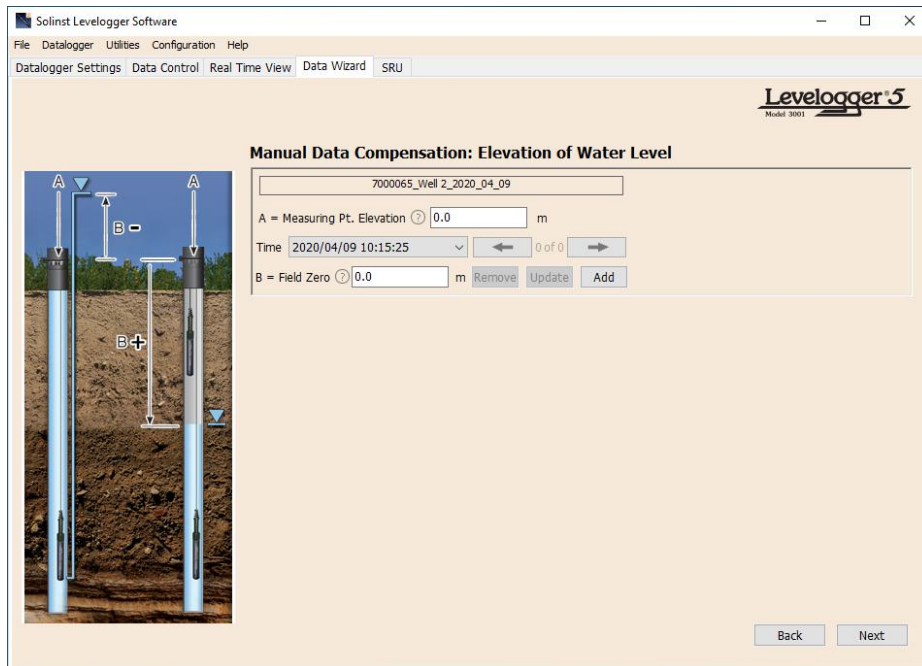 Solinst Levelogger Software
File Datalogger Utilities Configuration Help
Datalogger Settings Data Control Real Time View Data Wizard SRU
Levelogger® 5
Model 3001
Manual Data Compensation: Elevation of Water Level
7000065_Well 2_2020_04_09
A = Measuring Pt. Elevation ? 0.0 m
Time 2020/04/09 10:15:25 0 of 0
B = Field Zero ? 0.0 m Remove Update Add
A A
B -
B +
Back Next